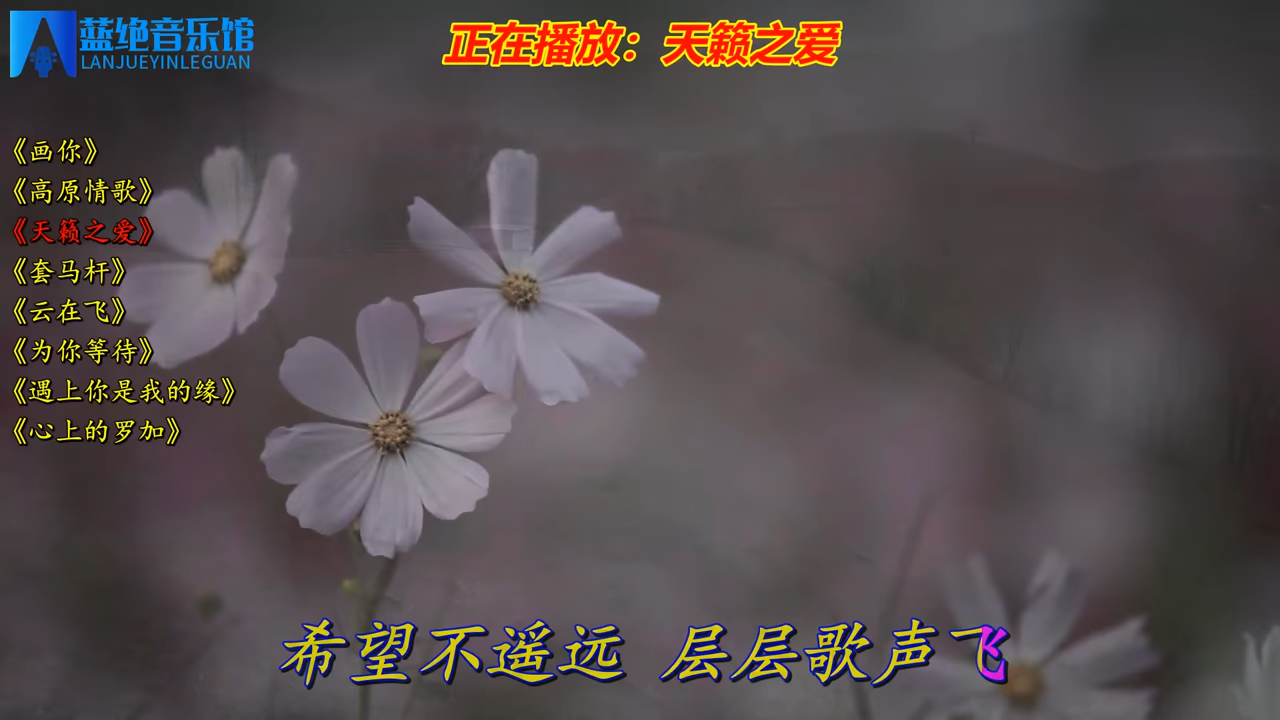 蓝绝音乐馆
LANJUEYINLEGUAN
正在播放：天籁之爱
《画你》
《高原情歌》
《天籁之爱》
《套马杆》
《云在飞》
《为你等待》
《遇上你是我的缘》
《心上的罗加》
希望不遥远 层层歌声飞